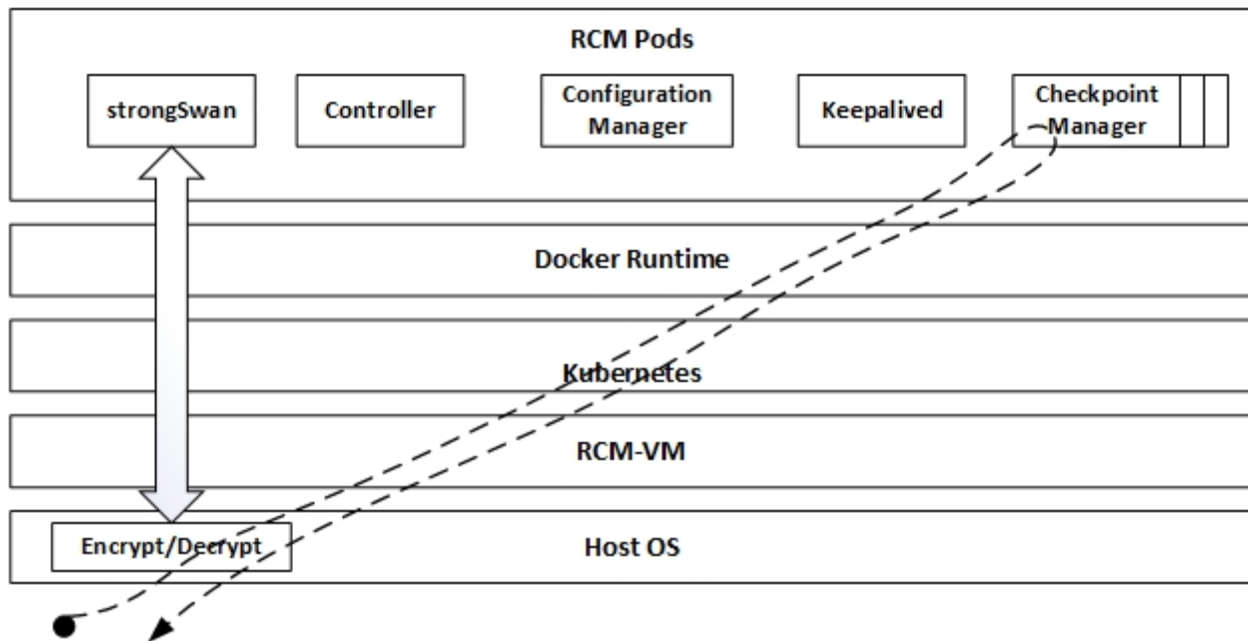 RCM Pods
strongSwan
Controller
Configuration
Manager
Keepalived
Checkpoint
Manager
Docker Runtime
Kubernetes
RCM-VM
Encrypt/Decrypt
Host OS